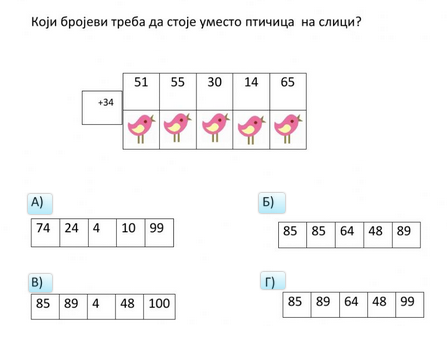 Који бројеви треба да стоје уместо птичица на слици?
51 55 30 14 65
+34
А)
74 24 4 10 99
Б)
85 85 64 48 89
В)
85 89 4 48 100
Г)
85 89 64 48 99